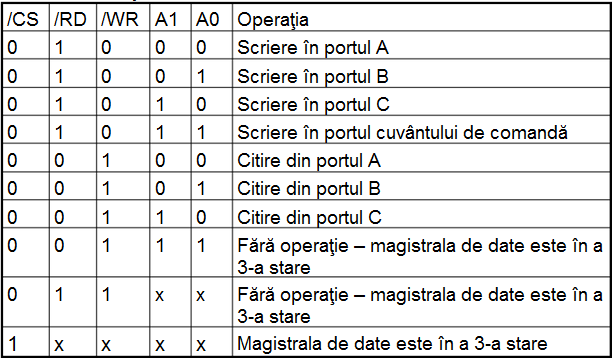 /CS /RD /WR A1 A0 Operaţia
0 1 0 0 0 Scriere în portul A
0 1 0 0 1 Scriere în portul B
0 1 0 1 0 Scriere în portul C
0 1 0 1 1 Scriere în portul cuvântului de comandă
0 0 1 0 0 Citire din portul A
0 0 1 0 1 Citire din portul B
0 0 1 1 0 Citire din portul C
0 0 1 1 1 Fără operaţie – magistrala de date este în a
3-a stare
0 1 1 x x Fără operaţie – magistrala de date este în a
3-a stare
1 x x x x Magistrala de date este în a 3-a stare